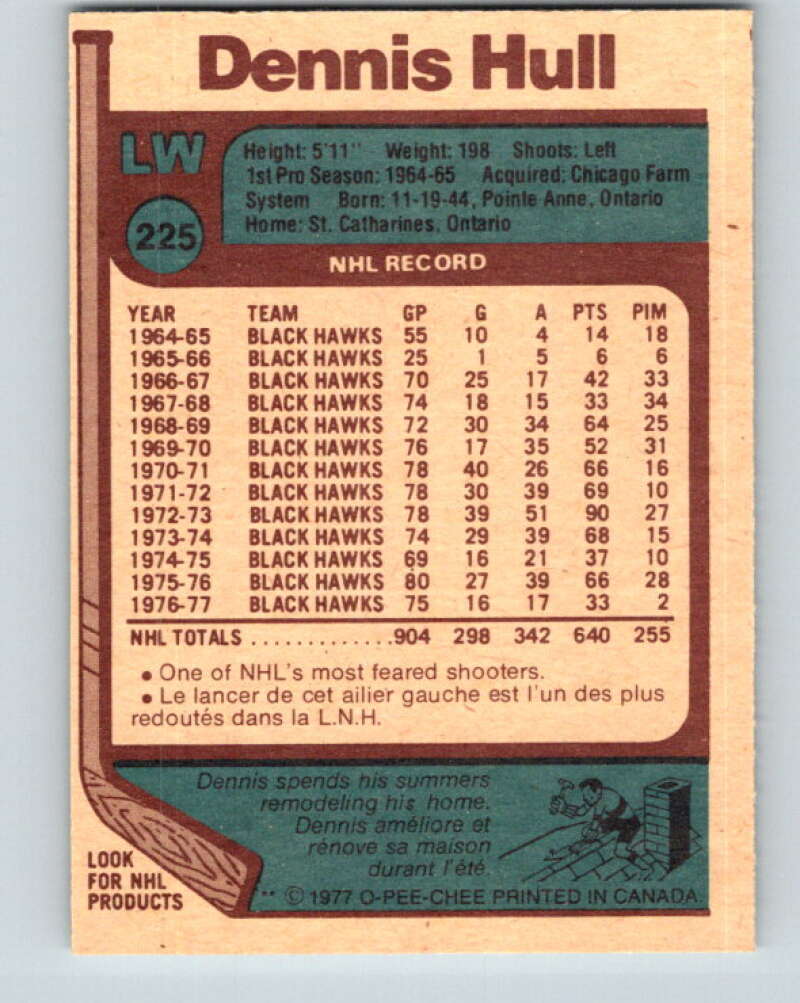 Dennis Hull
LW
225
Height: 5'11" Weight: 198 Shoots: Left
1st Pro Season: 1964-65 Acquired: Chicago Farm
System Born: 11-19-44, Pointe Anne, Ontario
Home: St. Catharines, Ontario
NHL RECORD
YEAR TEAM GP G A PTS PIM
1964-65 BLACK HAWKS 55 10 4 14 18
1965-66 BLACK HAWKS 25 1 5 6 6
1966-67 BLACK HAWKS 70 25 17 42 33
1967-68 BLACK HAWKS 74 18 15 33 34
1968-69 BLACK HAWKS 72 30 34 64 25
1969-70 BLACK HAWKS 76 17 35 52 31
1970-71 BLACK HAWKS 78 40 26 66 16
1971-72 BLACK HAWKS 78 30 39 69 10
1972-73 BLACK HAWKS 78 39 51 90 27
1973-74 BLACK HAWKS 74 29 39 68 15
1974-75 BLACK HAWKS 69 16 21 37 10
1975-76 BLACK HAWKS 80 27 39 66 28
1976-77 BLACK HAWKS 75 16 17 33 2
NHL TOTALS .............904 298 342 640 255
• One of NHL's most feared shooters.
• Le lancer de cet ailier gauche est l'un des plus
redoutés dans la L.N.H.
Dennis spends his summers
remodeling his home.
Dennis améliore et
rénove sa maison
durant l'été.
LOOK
FOR NHL
PRODUCTS
** © 1977 O-PEE-CHEE PRINTED IN CANADA.